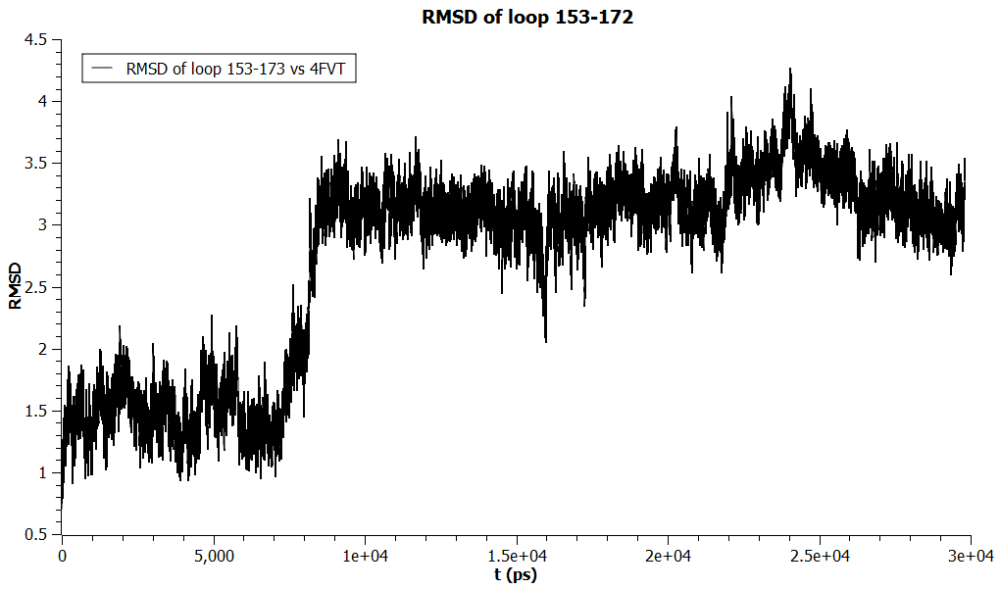 RMSD of loop 153-172
RMSD of loop 153-173 vs 4FVT
4.5
4
3.5
3
2.5
2
1.5
1
0.5
RMSD
0 5,000 1e+04 1.5e+04 2e+04 2.5e+04 3e+04
t (ps)